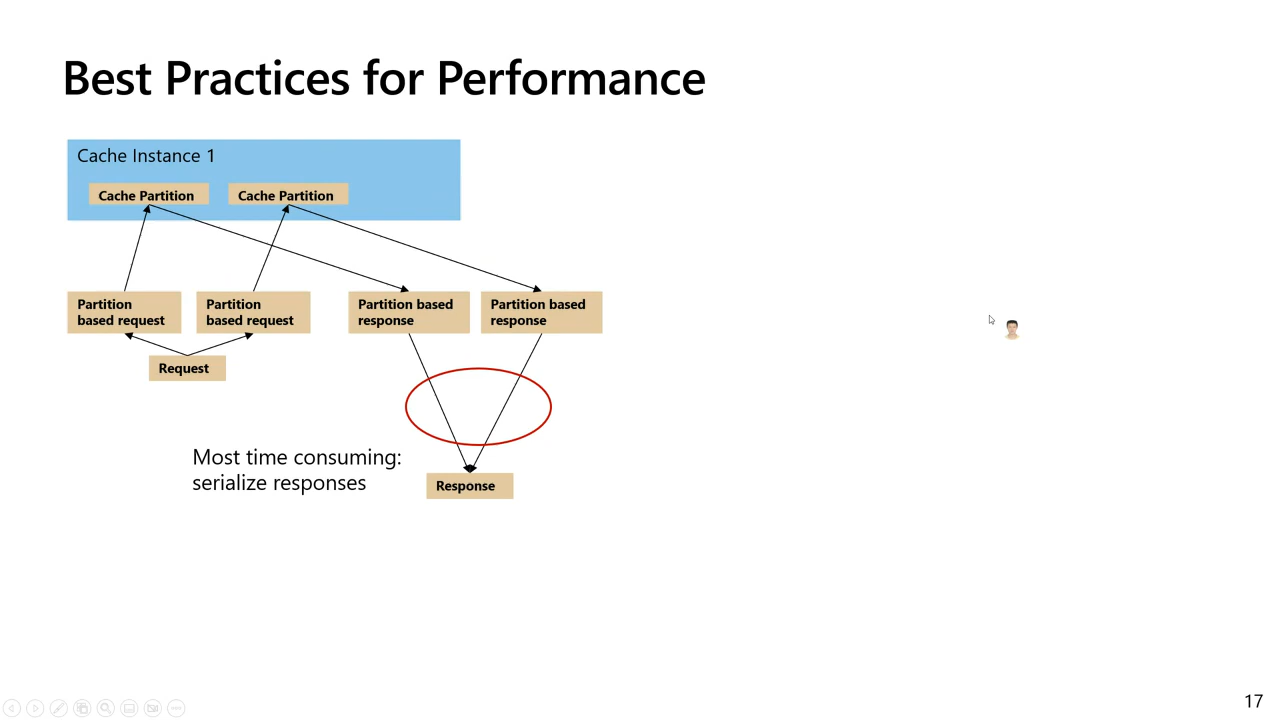 Best Practices for Performance
Cache Instance 1
Cache Partition
Cache Partition
Partition
based request
Partition
based request
Partition based
response
Partition based
response
Request
Most time consuming:
serialize responses
Response
17